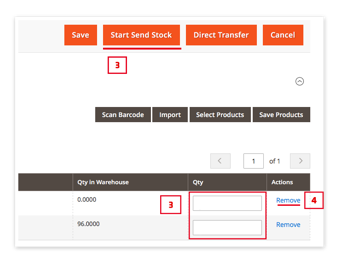 Save Start Send Stock Direct Transfer Cancel
3
Scan Barcode Import Select Products Save Products
1 of 1
Qty in Warehouse Qty Actions
0.0000 3 Remove 4
96.0000 Remove